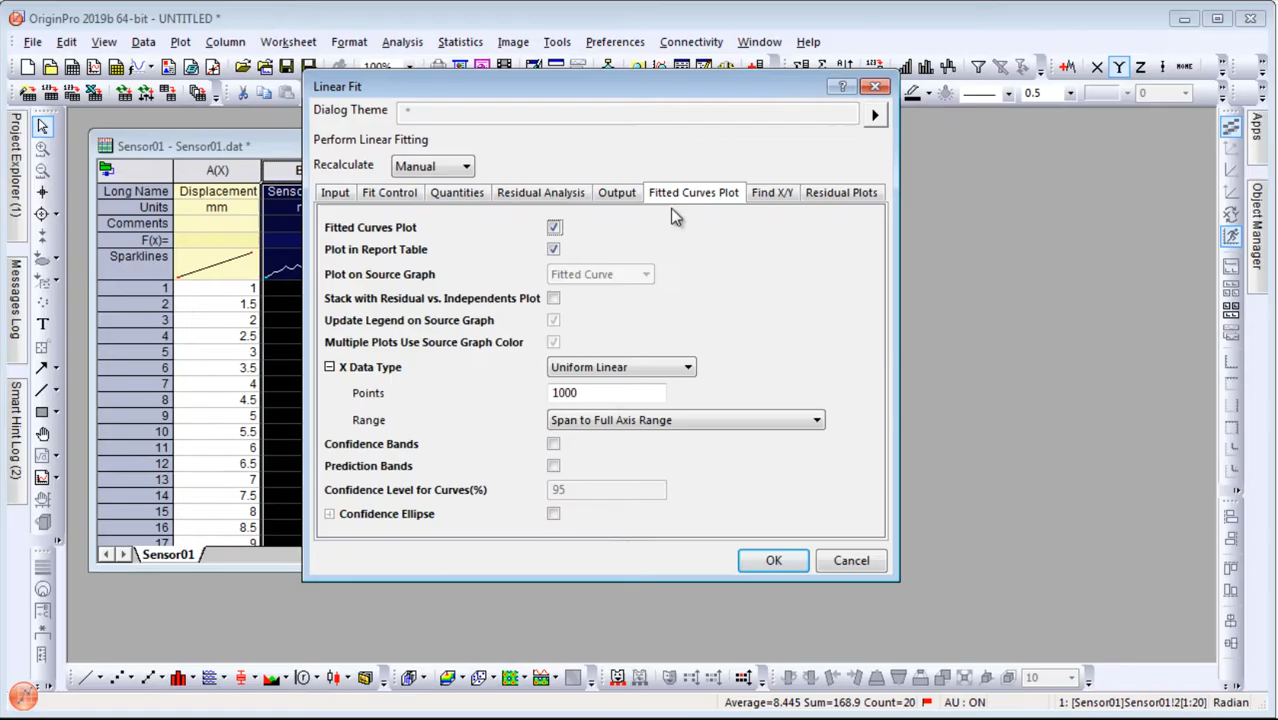 OriginPro 2019b 64-bit - UNTITLED *
File Edit View Data Plot Column Worksheet Format Analysis Statistics Image Tools Preferences Connectivity Window Help
100%
0.5
0
Project Explorer (1)
Messages Log
Smart Hint Log (2)
Apps
Object Manager
Sensor01 - Sensor01.dat *
A(X)
Long Name Displacement Senso
Units mm
Comments
F(x)=
Sparklines
1 1
2 1.5
3 2
4 2.5
5 3
6 3.5
7 4
8 4.5
9 5
10 5.5
11 6
12 6.5
13 7
14 7.5
15 8
16 8.5
17 9
Sensor01
Linear Fit
Dialog Theme *
Perform Linear Fitting
Recalculate Manual
Input Fit Control Quantities Residual Analysis Output Fitted Curves Plot Find X/Y Residual Plots
Fitted Curves Plot
Plot in Report Table
Plot on Source Graph Fitted Curve
Stack with Residual vs. Independents Plot
Update Legend on Source Graph
Multiple Plots Use Source Graph Color
X Data Type Uniform Linear
Points 1000
Range Span to Full Axis Range
Confidence Bands
Prediction Bands
Confidence Level for Curves(%) 95
Confidence Ellipse
OK Cancel
10
Average=8.445 Sum=168.9 Count=20 AU : ON 1: [Sensor01]Sensor01!2[1:20] Radian